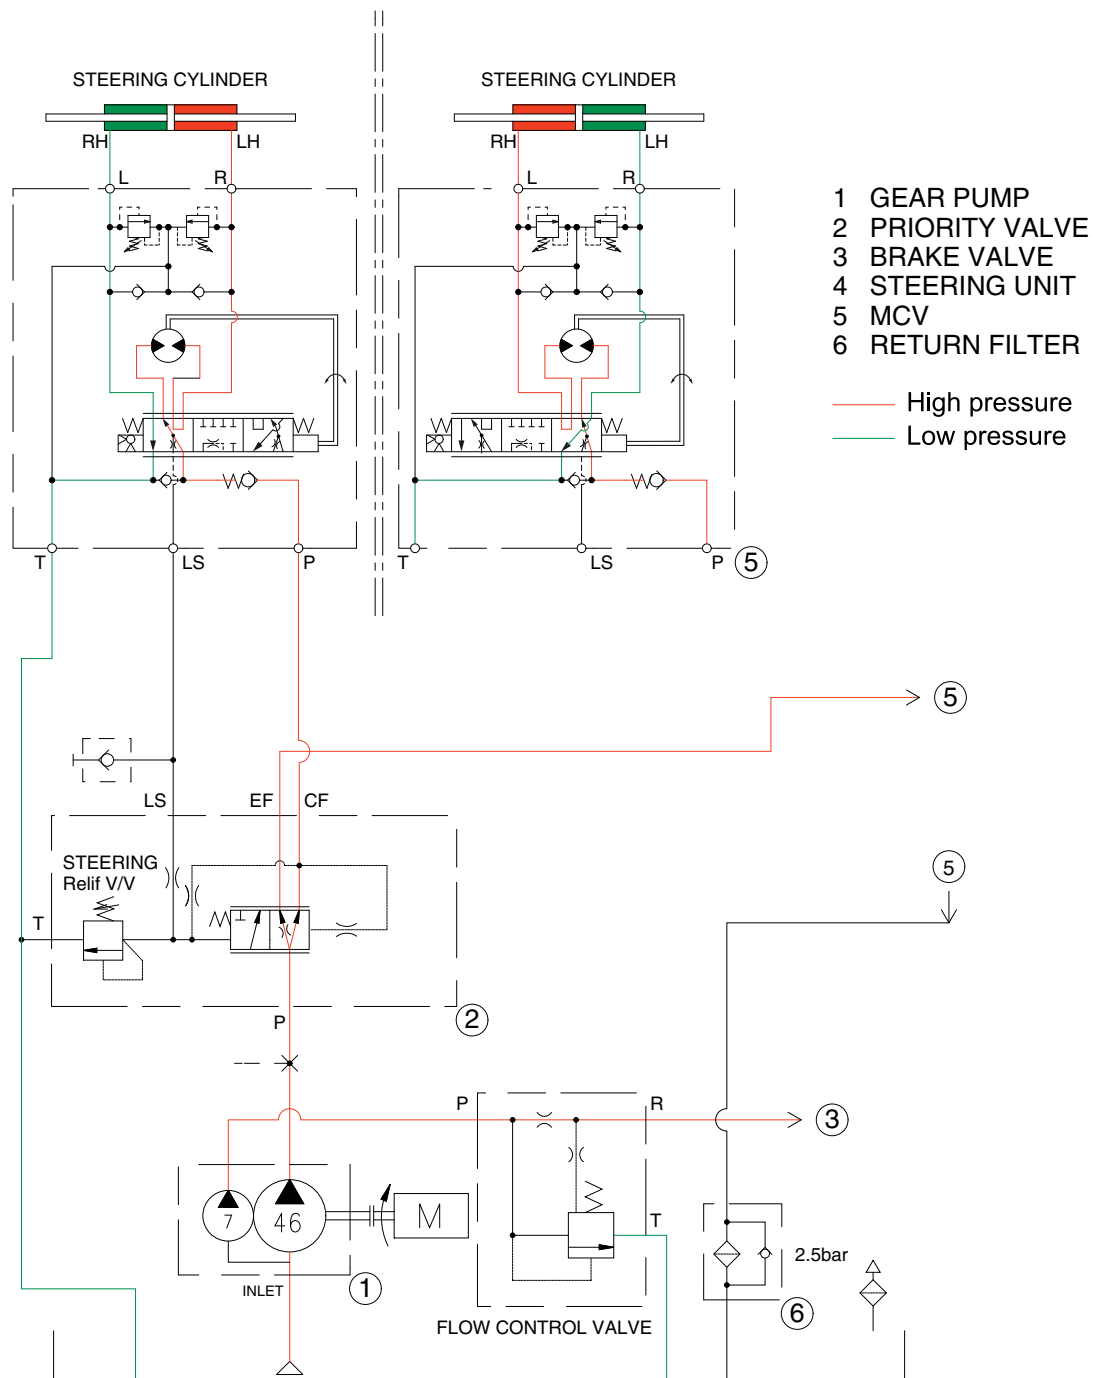 STEERING CYLINDER
STEERING CYLINDER
RH
LH
RH
LH
L
R
L
R
1 GEAR PUMP
2 PRIORITY VALVE
3 BRAKE VALVE
4 STEERING UNIT
5 MCV
6 RETURN FILTER
High pressure
Low pressure
T
LS
P
T
LS
P
5
5
LS
EF
CF
STEERING
Relif V/V
T
5
2
P
P
R
3
7
46
M
T
2.5bar
INLET
1
6
FLOW CONTROL VALVE